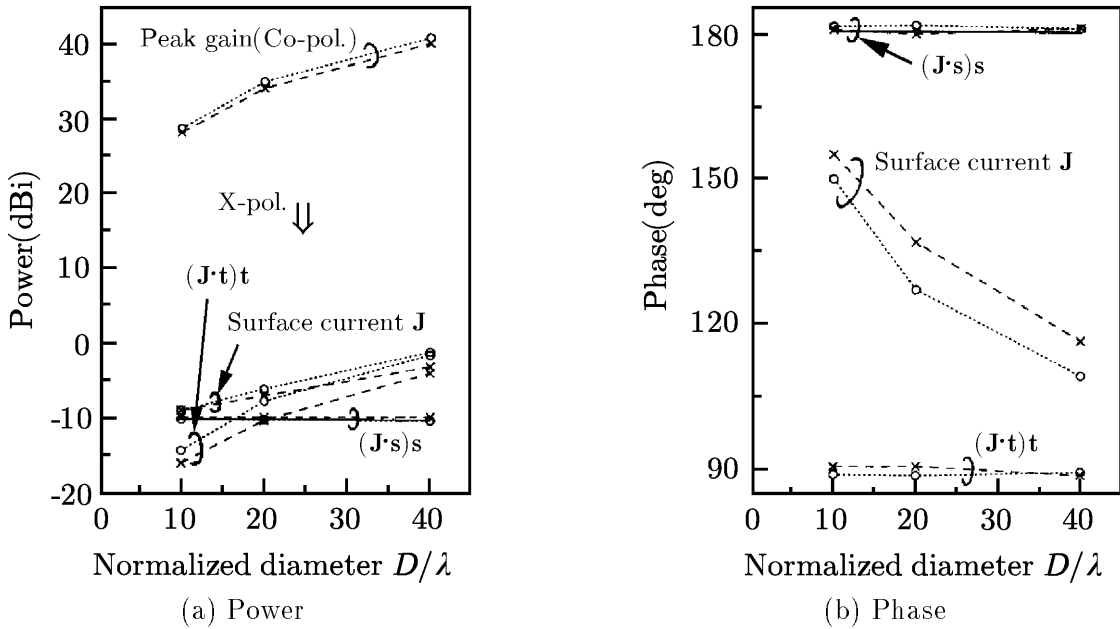 Peak gain(Co-pol.)
X-pol.
(J·t)t
Surface current J
(J·s)s
Power(dBi)
40
30
20
10
0
-10
-20
0
10
20
30
40
Normalized diameter D/λ
(a) Power
(J·s)s
Surface current J
(J·t)t
Phase(deg)
180
150
120
90
0
10
20
30
40
Normalized diameter D/λ
(b) Phase